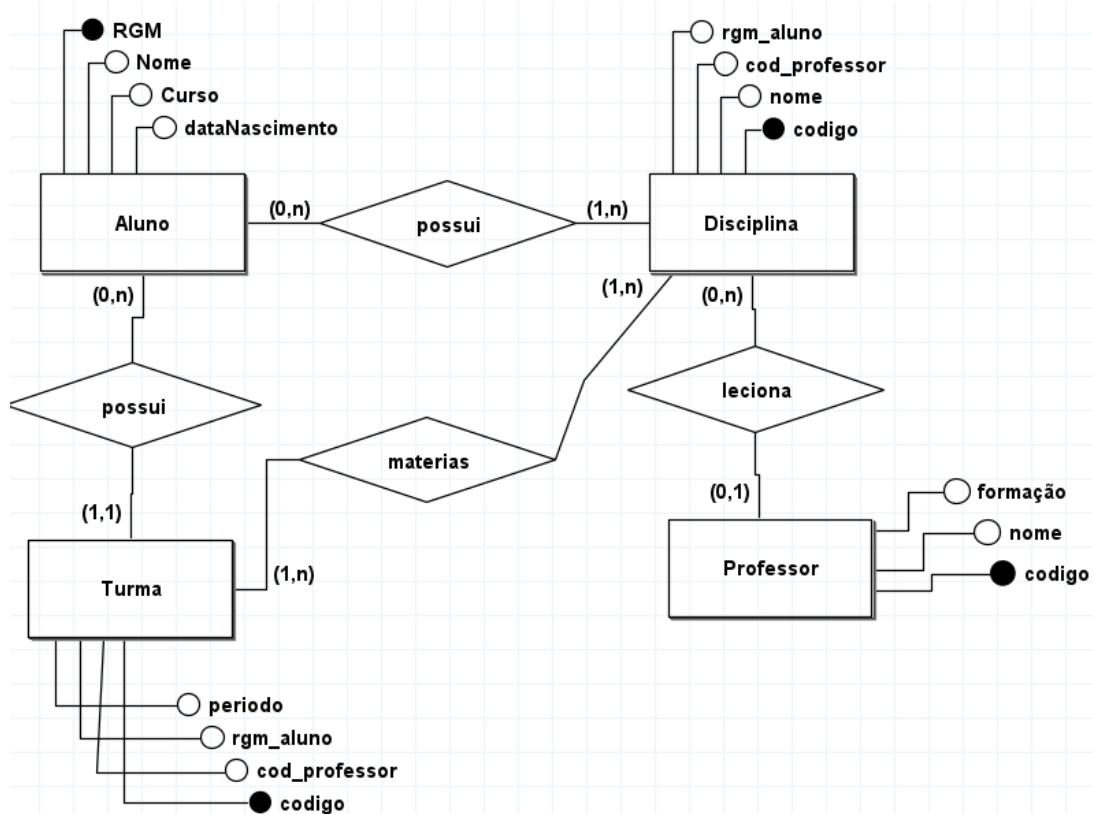 RGM
Nome
Curso
dataNascimento
rgm_aluno
cod_professor
nome
codigo
Aluno
(0,n)
possui
(1,n)
Disciplina
(0,n)
(1,n)
(0,n)
possui
leciona
materias
(1,1)
(0,1)
Turma
(1,n)
Professor
formação
nome
codigo
periodo
rgm_aluno
cod_professor
codigo